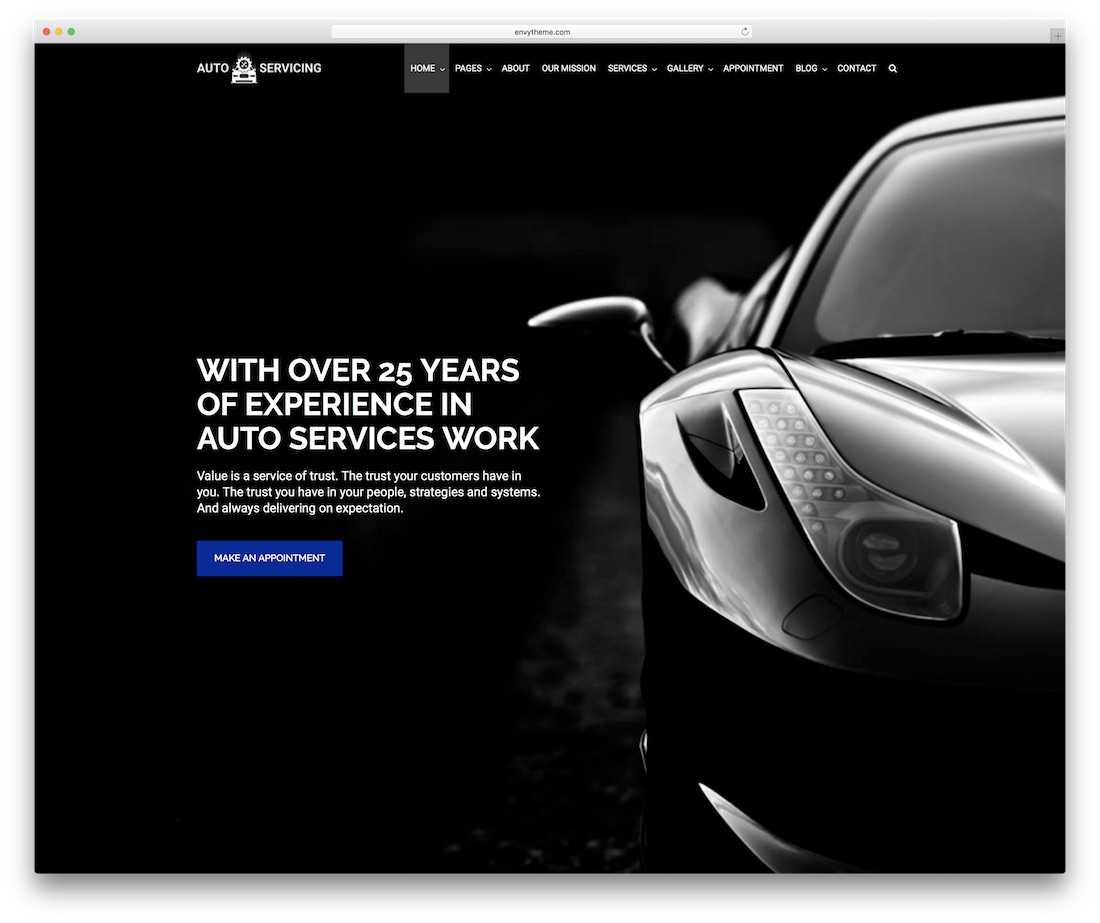 envytheme.com
AUTO SERVICING
HOME PAGES ABOUT OUR MISSION SERVICES GALLERY APPOINTMENT BLOG CONTACT
WITH OVER 25 YEARS
OF EXPERIENCE IN
AUTO SERVICES WORK
Value is a service of trust. The trust your customers have in
you. The trust you have in your people, strategies and systems.
And always delivering on expectation.
MAKE AN APPOINTMENT